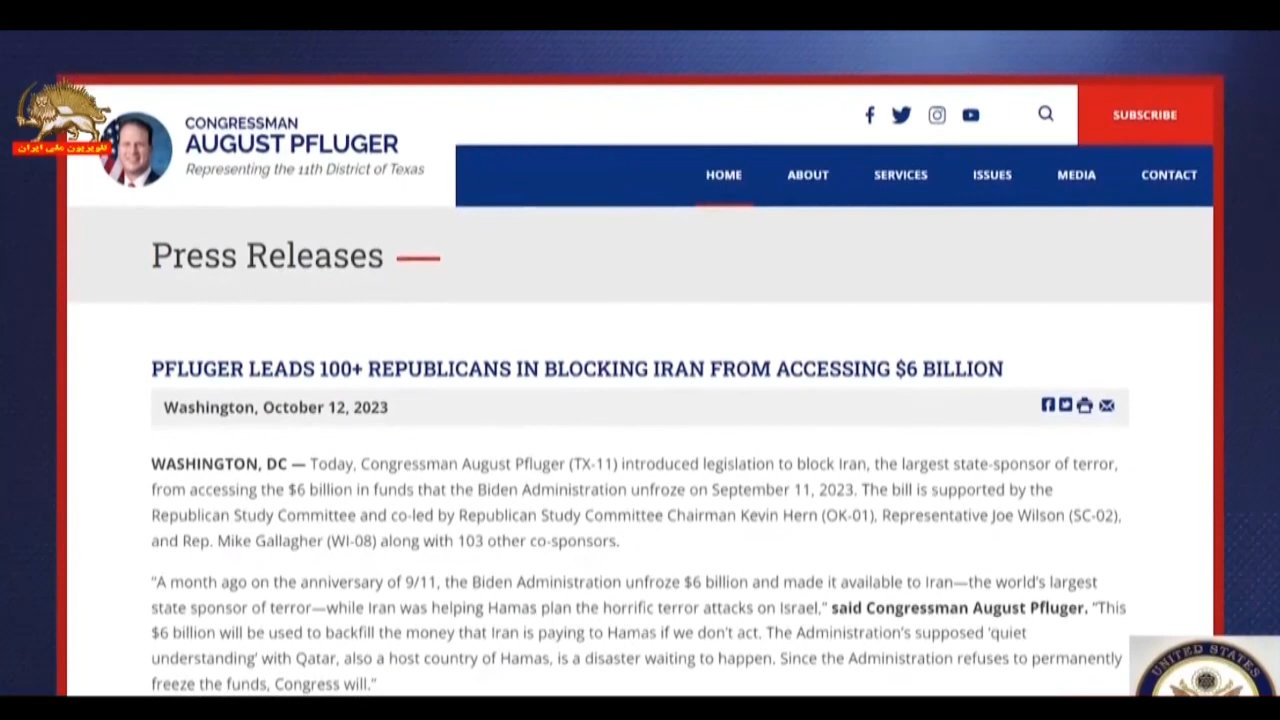 تلویزیون ملی ایران
CONGRESSMAN
AUGUST PFLUGER
Representing the 11th District of Texas
SUBSCRIBE
HOME ABOUT SERVICES ISSUES MEDIA CONTACT
Press Releases
PFLUGER LEADS 100+ REPUBLICANS IN BLOCKING IRAN FROM ACCESSING $6 BILLION
Washington, October 12, 2023
WASHINGTON, DC — Today, Congressman August Pfluger (TX-11) introduced legislation to block Iran, the largest state-sponsor of terror,
from accessing the $6 billion in funds that the Biden Administration unfroze on September 11, 2023. The bill is supported by the
Republican Study Committee and co-led by Republican Study Committee Chairman Kevin Hern (OK-01), Representative Joe Wilson (SC-02),
and Rep. Mike Gallagher (WI-08) along with 103 other co-sponsors.
“A month ago on the anniversary of 9/11, the Biden Administration unfroze $6 billion and made it available to Iran—the world’s largest
state sponsor of terror—while Iran was helping Hamas plan the horrific terror attacks on Israel,” said Congressman August Pfluger. “This
$6 billion will be used to backfill the money that Iran is paying to Hamas if we don’t act. The Administration’s supposed ‘quiet
understanding’ with Qatar, also a host country of Hamas, is a disaster waiting to happen. Since the Administration refuses to permanently
freeze the funds, Congress will.”
UNITED STATES